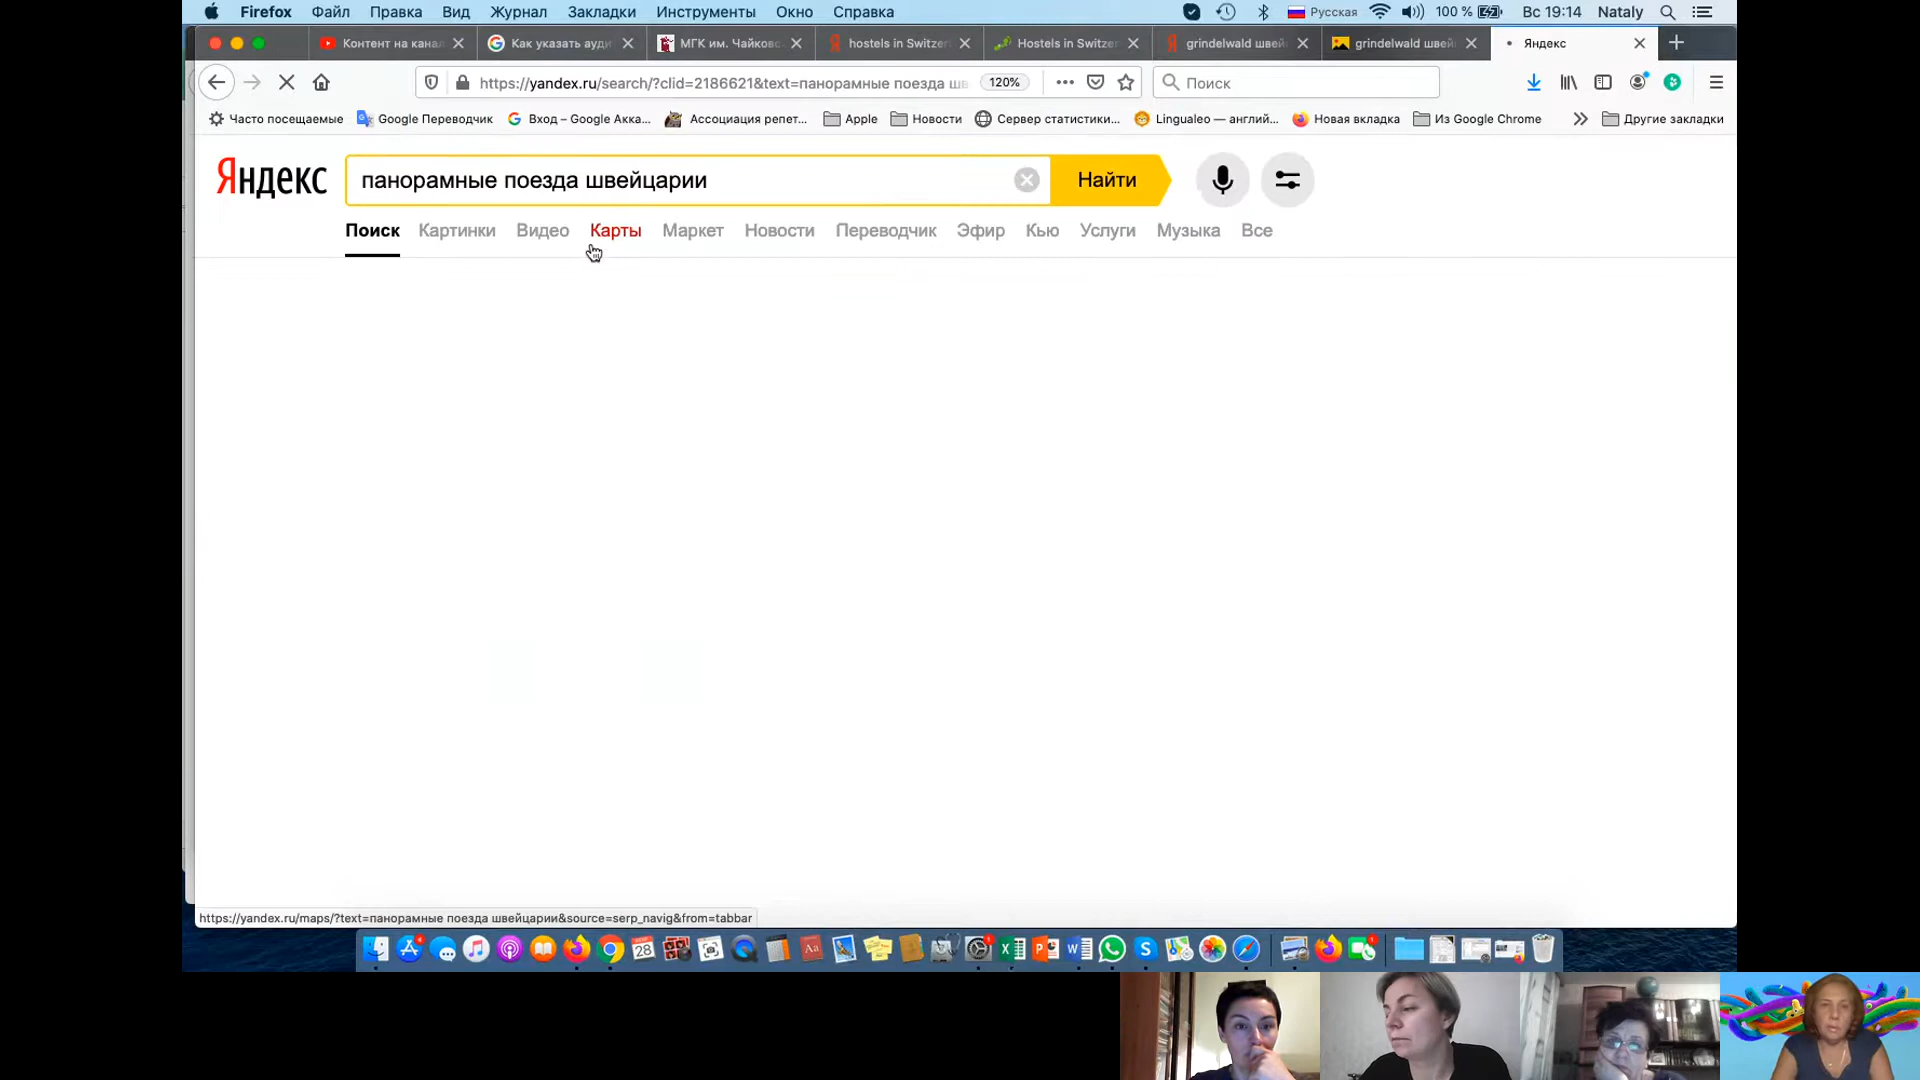 Firefox Файл Правка Вид Журнал Закладки Инструменты Окно Справка Русская 100 % Вс 19:14 Nataly
Контент на канал Как указать ауди МГК им. Чайковс hostels in Switzer Hostels in Switzer grindelwald швей grindelwald швей Яндекс
https://yandex.ru/search/?clid=2186621&text=панорамные поезда шв 120% Поиск
Часто посещаемые Google Переводчик Вход – Google Акка... Ассоциация репет... Apple Новости Сервер статистики... Lingualeo — англий... Новая вкладка Из Google Chrome Другие закладки
Яндекс панорамные поезда швейцарии Найти
Поиск Картинки Видео Карты Маркет Новости Переводчик Эфир Кью Услуги Музыка Все
https://yandex.ru/maps/?text=панорамные поезда швейцарии&source=serp_navig&from=tabbar
28